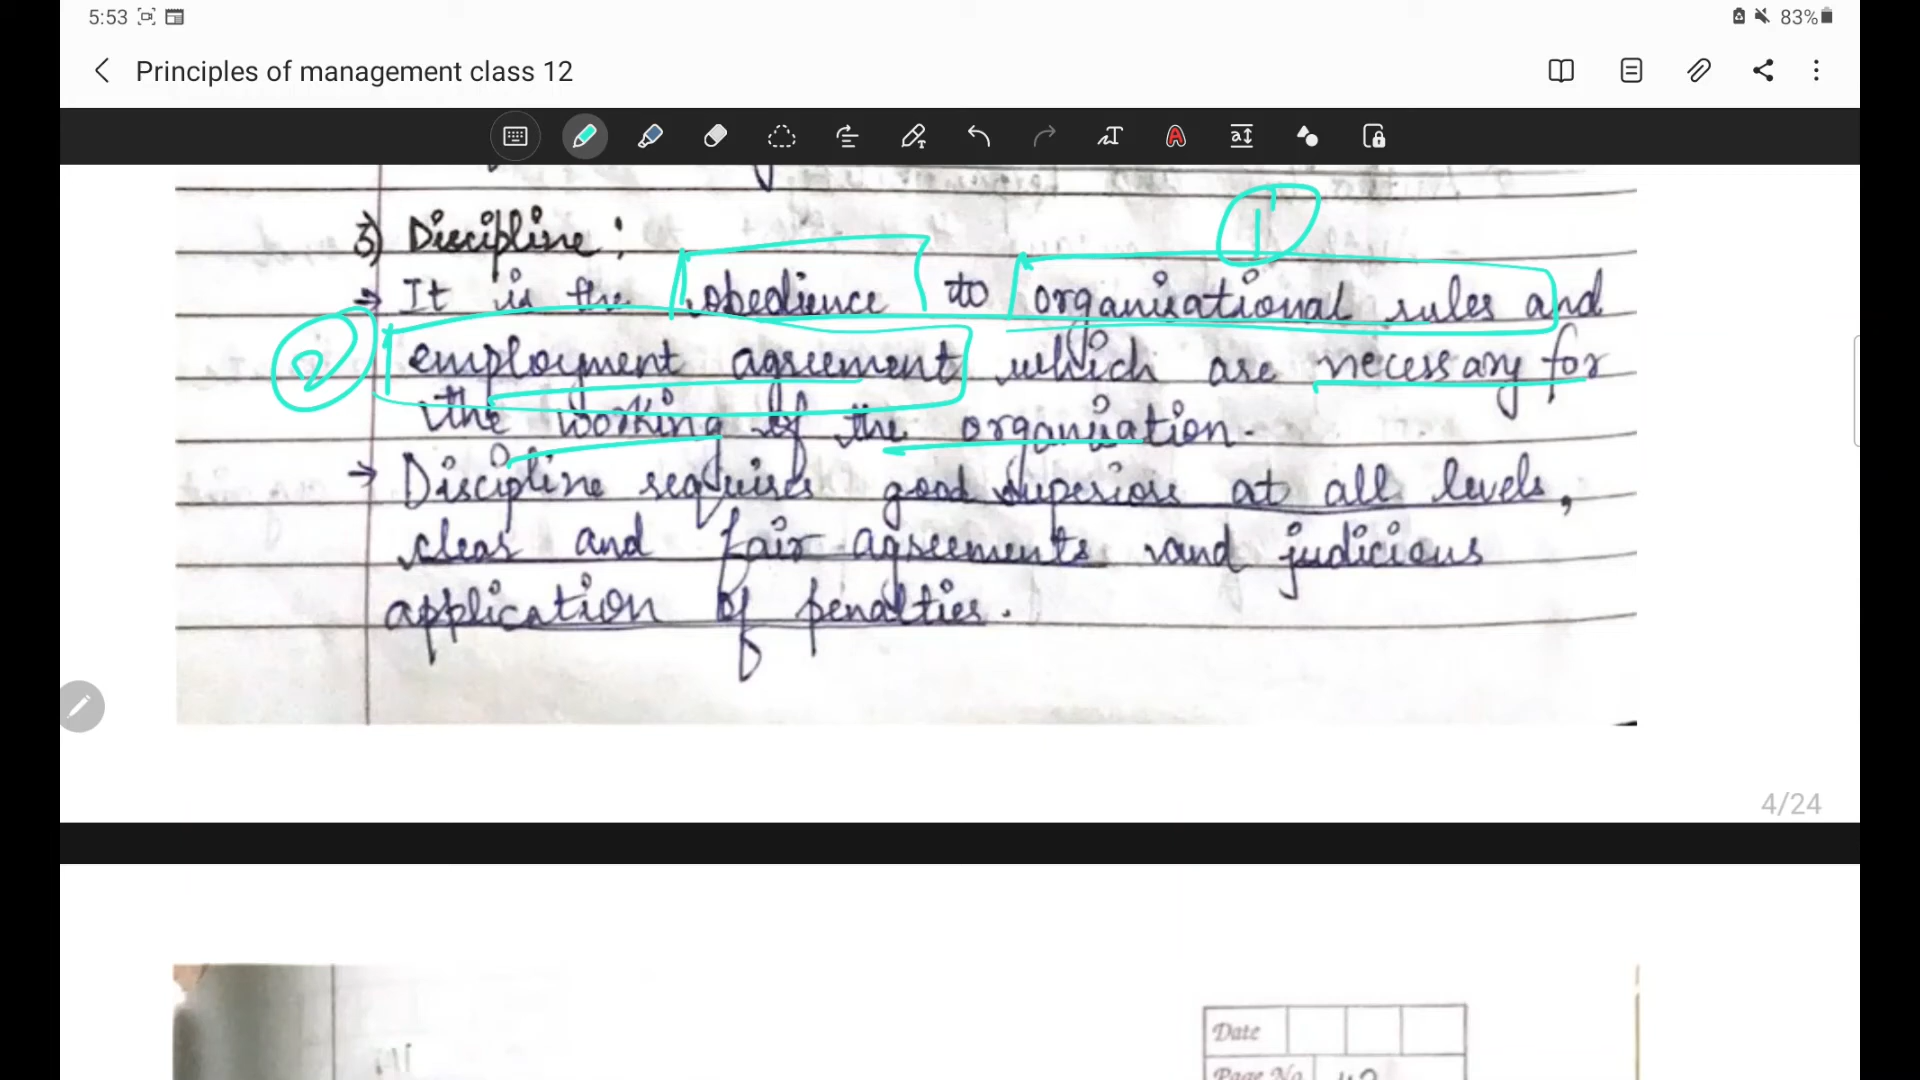 5:53
83%
Principles of management class 12
①
3) Discipline :
→ It is the obedience to organisational rules and
② employment agreement which are necessary for
the working of the organisation.
→ Discipline requires good superiors at all levels,
clear and fair agreements and judicious
application of penalties.
4/24
Date
Page No.